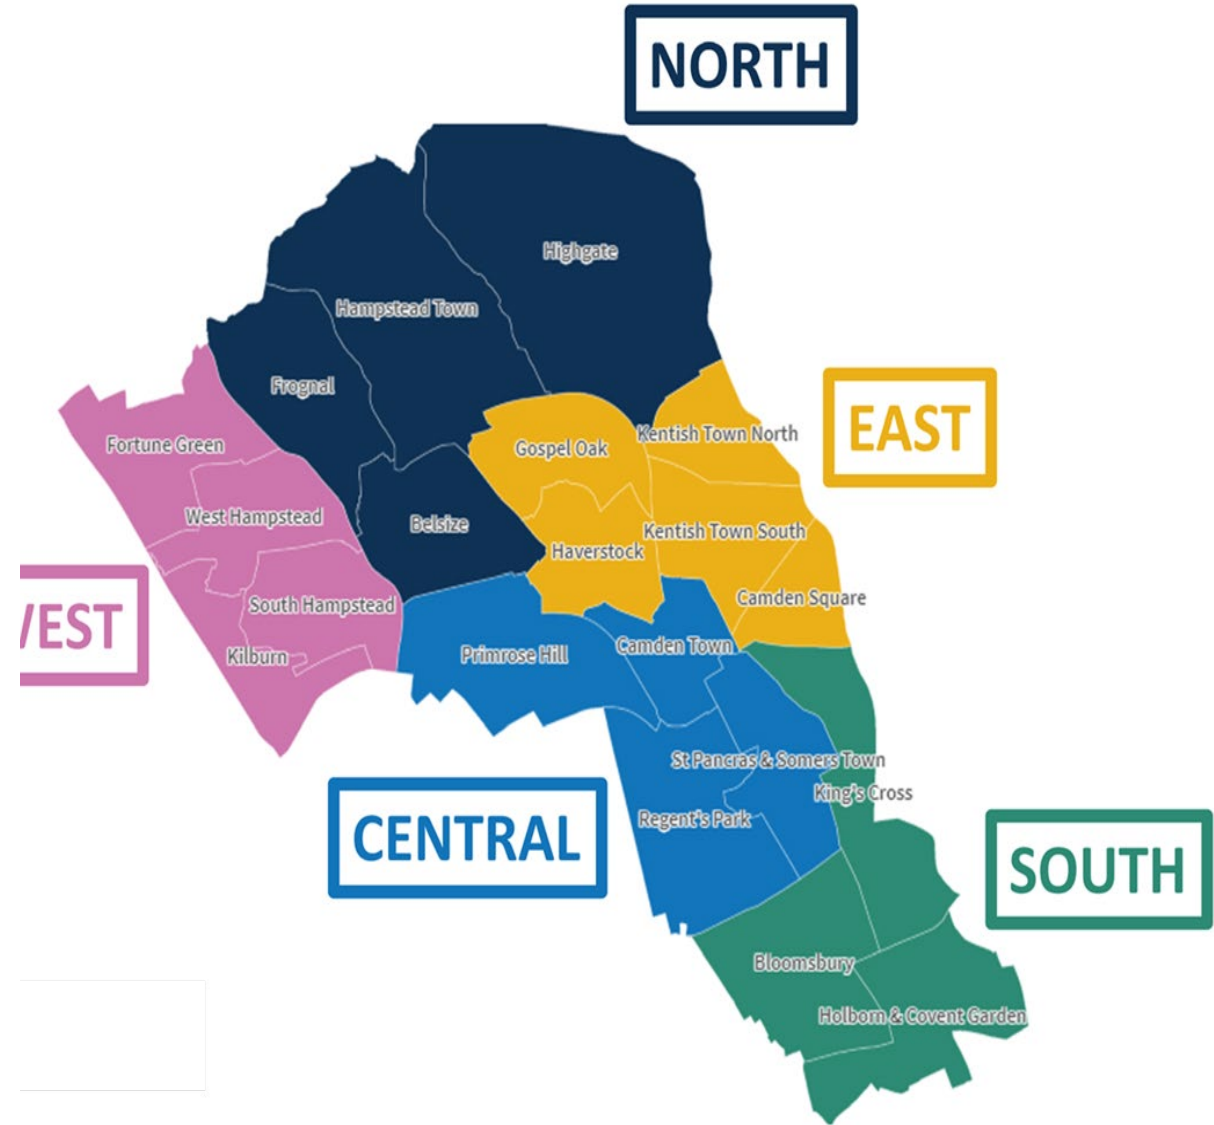 NORTH
Highgate
Hampstead Town
Frognal
EAST
Kentish Town North
Fortune Green
Gospel Oak
West Hampstead
Belsize
Kentish Town South
Haverstock
Camden Square
South Hampstead
EST
Camden Town
Primrose Hill
Kilburn
St Pancras & Somers Town
King's Cross
Regent's Park
CENTRAL
SOUTH
Bloomsbury
Holborn & Covent Garden